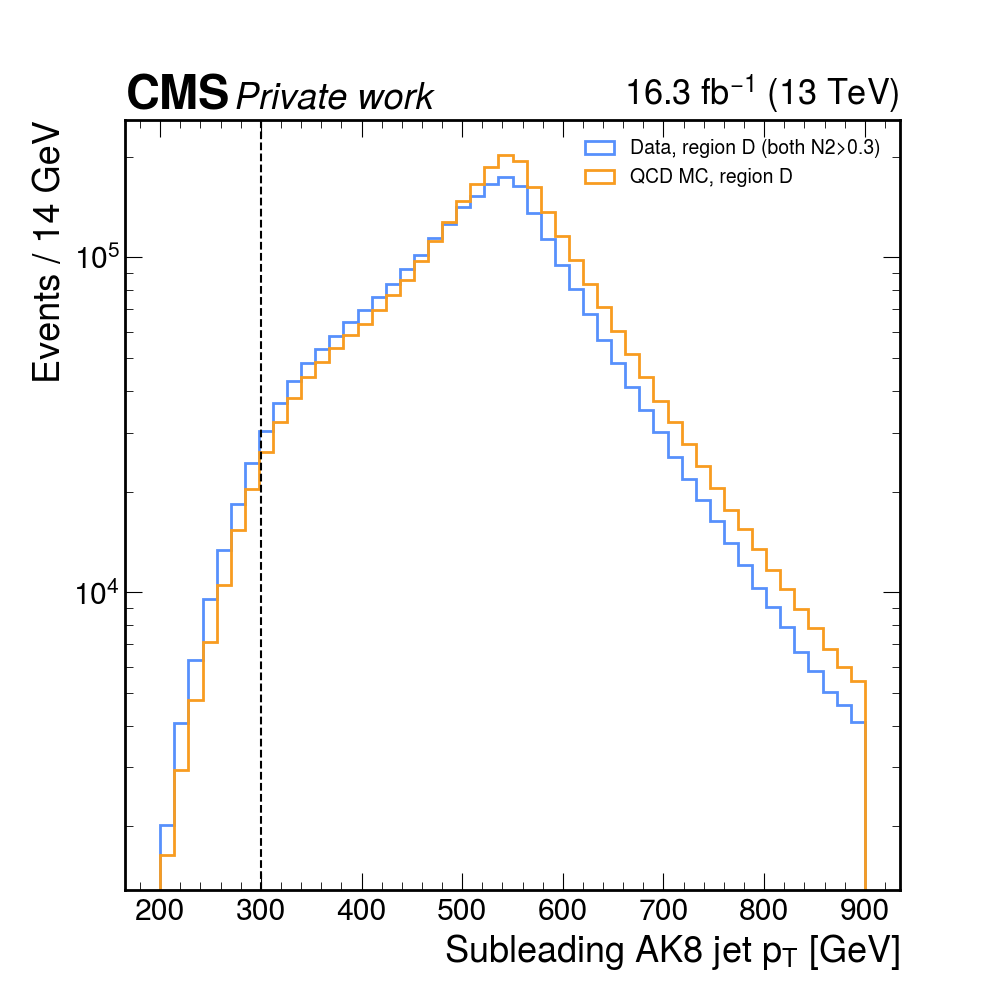 CMS Private work 16.3 fb⁻¹ (13 TeV)
Data, region D (both N2>0.3)
QCD MC, region D
Events / 14 GeV
10⁵
10⁴
200 300 400 500 600 700 800 900
Subleading AK8 jet p_T [GeV]